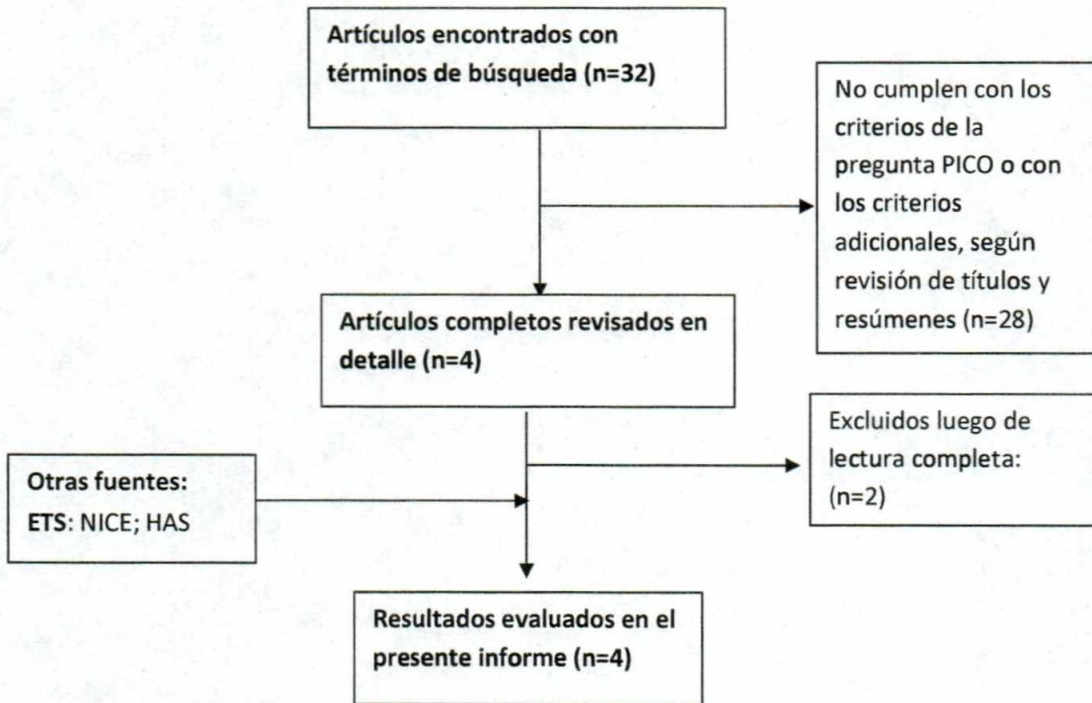 Artículos encontrados con
términos de búsqueda (n=32)
No cumplen con los
criterios de la
pregunta PICO o con
los criterios
adicionales, según
revisión de títulos y
resúmenes (n=28)
Artículos completos revisados en
detalle (n=4)
Excluidos luego de
lectura completa:
(n=2)
Otras fuentes:
ETS: NICE; HAS
Resultados evaluados en el
presente informe (n=4)